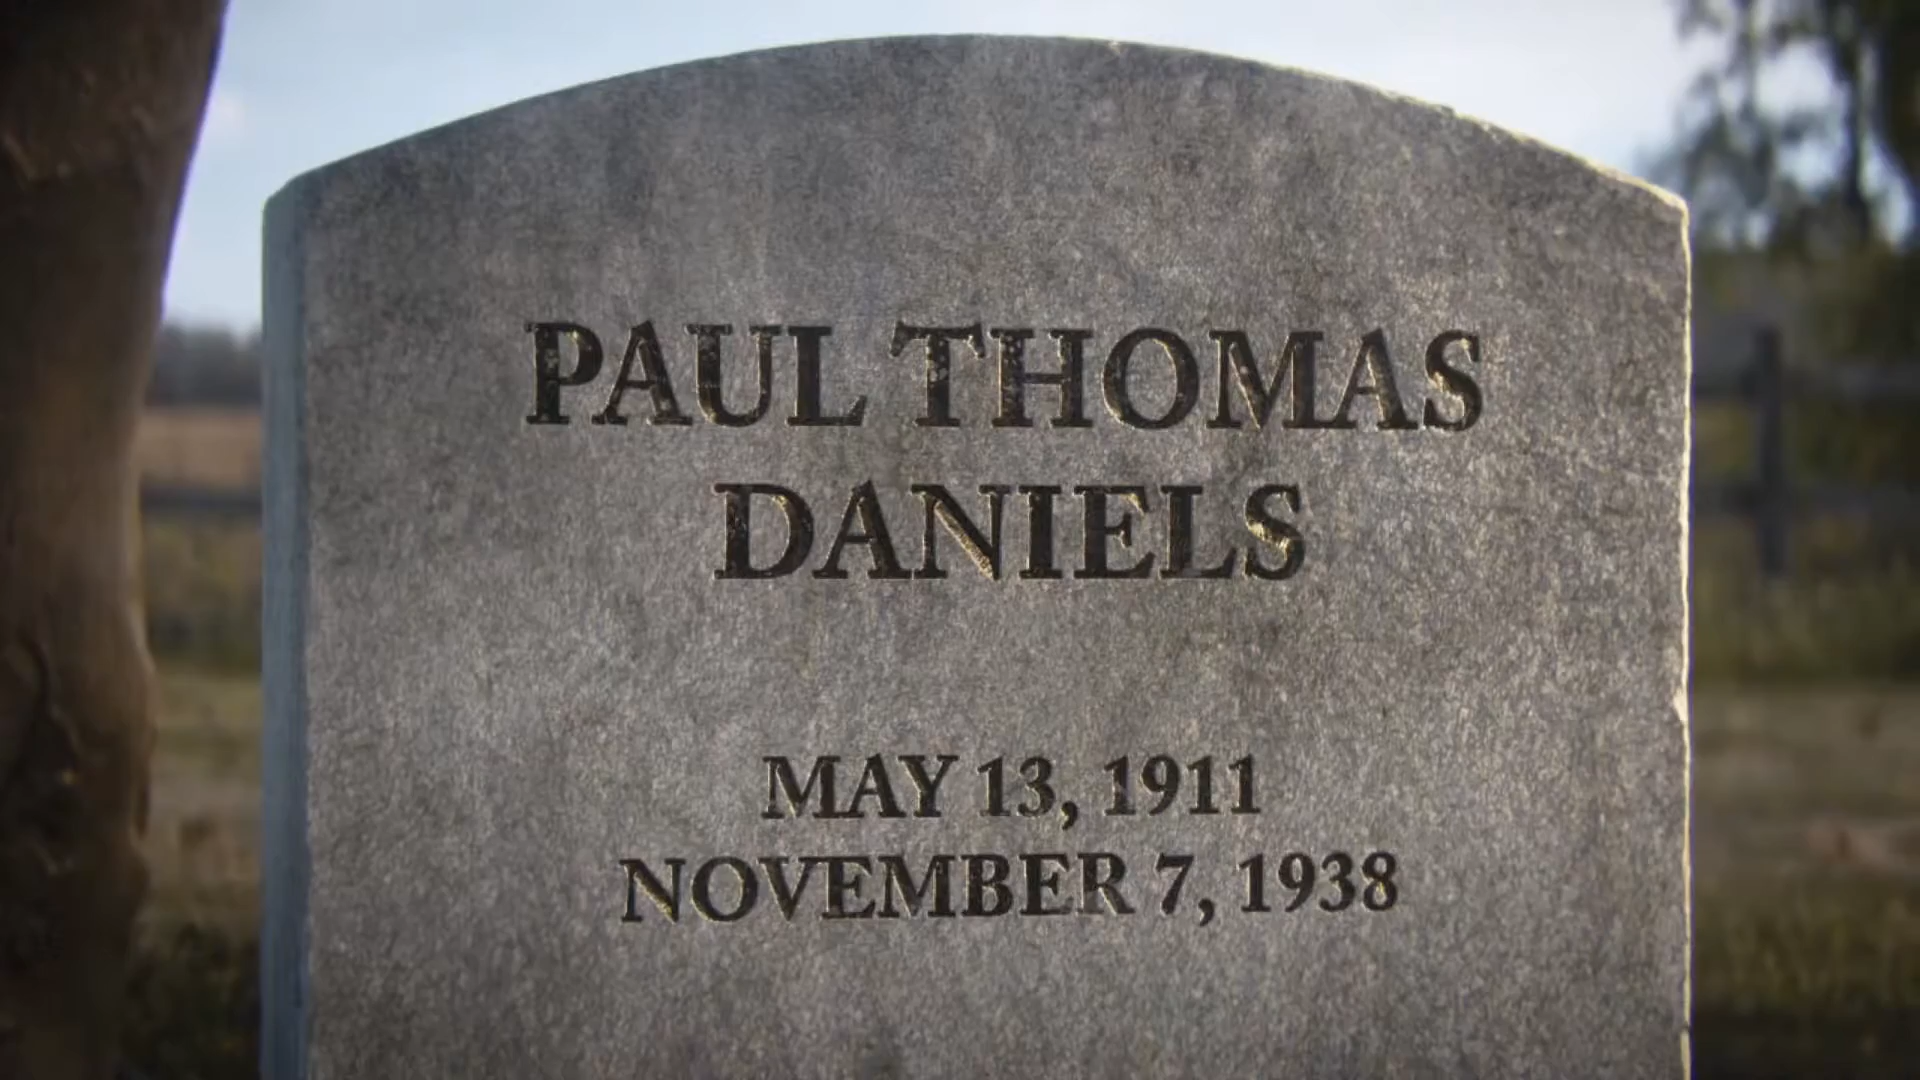 PAUL THOMAS
DANIELS
MAY 13, 1911
NOVEMBER 7, 1938